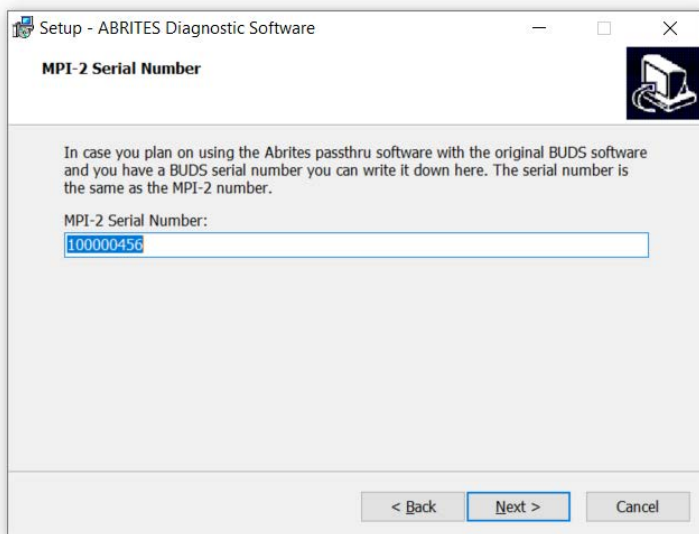 Setup - ABRITES Diagnostic Software
MPI-2 Serial Number
In case you plan on using the Abrites passthru software with the original BUDS software
and you have a BUDS serial number you can write it down here. The serial number is
the same as the MPI-2 number.
MPI-2 Serial Number:
100000456
< Back
Next >
Cancel